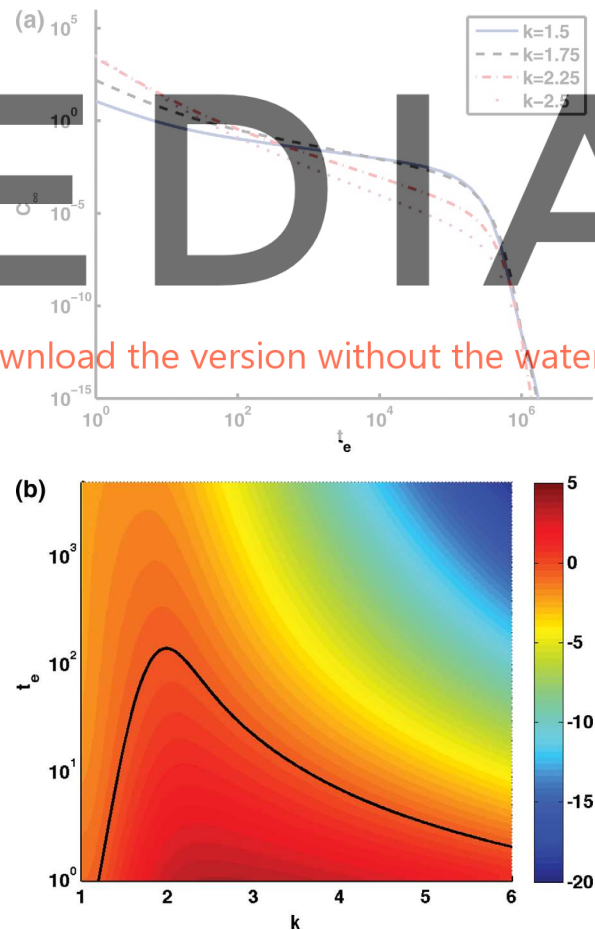 (a)
10^5
k=1.5
k=1.75
k=2.25
k-2.5
10^0
E DIA
C∞
10^-5
10^-10
wnload the version without the water
10^-15
10^0
10^2
10^4
10^6
t_e
(b)
5
10^3
0
-5
t_e
10^2
-10
10^1
-15
10^0
-20
1
2
3
4
5
6
k